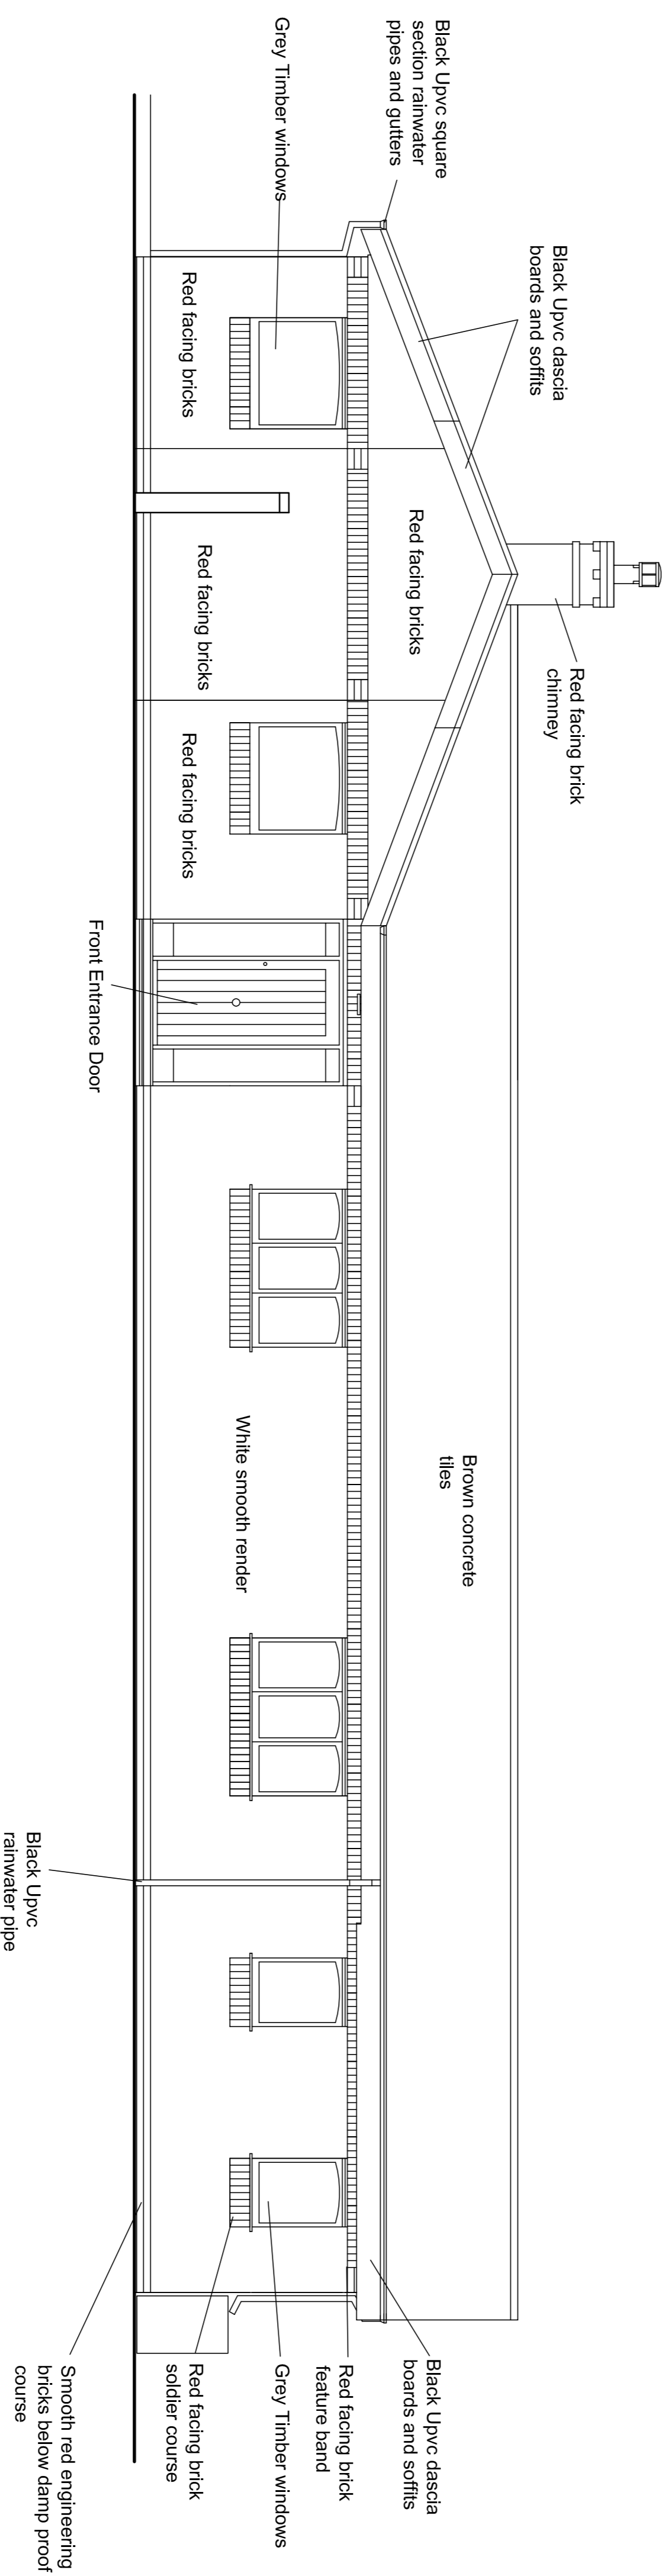 Black Upvc square
section rainwater
pipes and gutters
Grey Timber windows
Black Upvc dascia
boards and soffits
Red facing bricks
Red facing bricks
Red facing bricks
Red facing bricks
Red facing brick
chimney
Front Entrance Door
White smooth render
Brown concrete
tiles
Black Upvc
rainwater pipe
Black Upvc dascia
boards and soffits
Red facing brick
feature band
Grey Timber windows
Red facing brick
soldier course
Smooth red engineering
bricks below damp proof
course